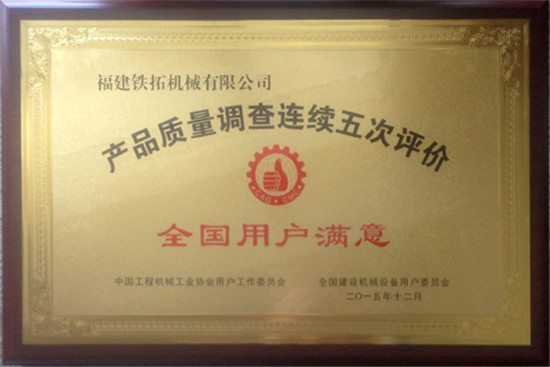 福建铁拓机械有限公司
产品质量调查连续五次评价
CAD CMC
全国用户满意
中国工程机械工业协会用户工作委员会 全国建设机械设备用户委员会
二〇一五年十二月